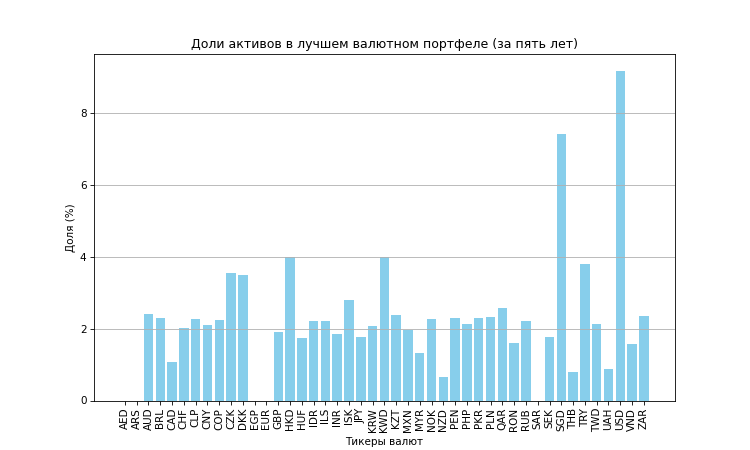 Доли активов в лучшем валютном портфеле (за пять лет)
Доля (%)
8
6
4
2
0
AED ARS AUD BRL CAD CHF CLP CNY COP CZK DKK EGP EUR GBP HKD HUF IDR ILS INR ISK JPY KRW KWD KZT MXN MYR NOK NZD PEN PHP PKR PLN QAR RON RUB SAR SEK SGD THB TRY TWD UAH USD VND ZAR
Тикеры валют